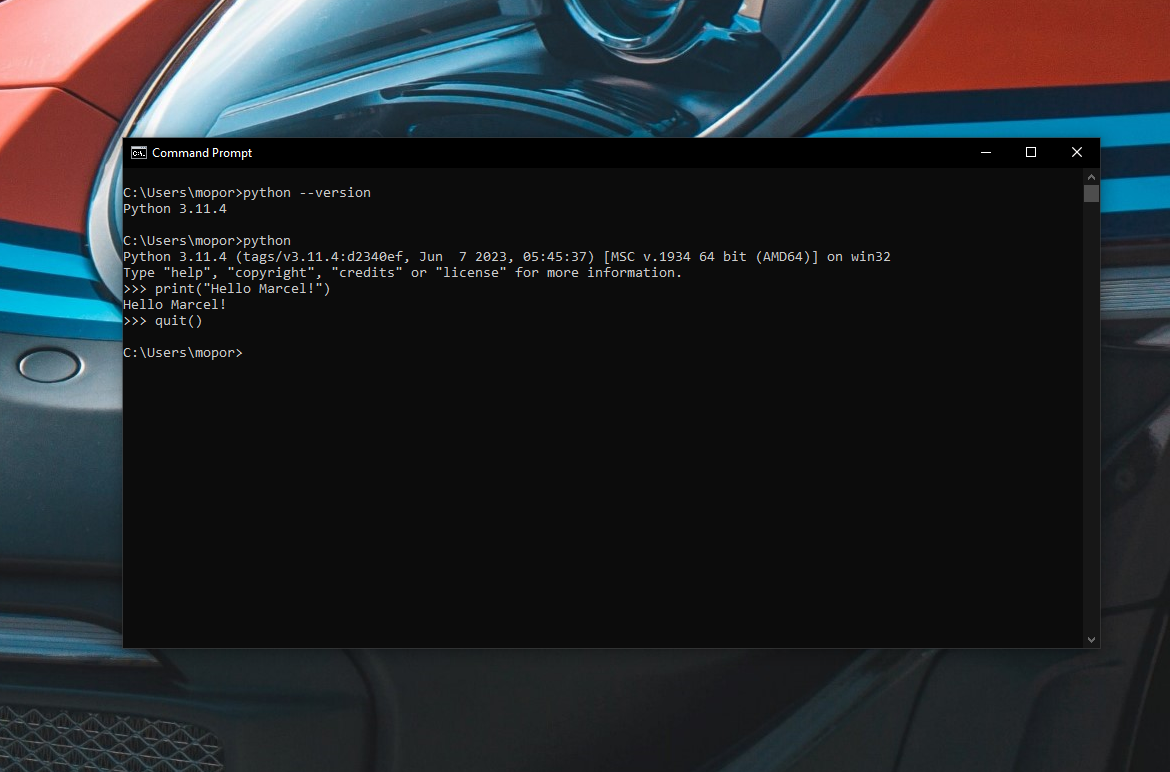 Command Prompt
C:\Users\mopor>python --version
Python 3.11.4
C:\Users\mopor>python
Python 3.11.4 (tags/v3.11.4:d2340ef, Jun  7 2023, 05:45:37) [MSC v.1934 64 bit (AMD64)] on win32
Type "help", "copyright", "credits" or "license" for more information.
>>> print("Hello Marcel!")
Hello Marcel!
>>> quit()
C:\Users\mopor>